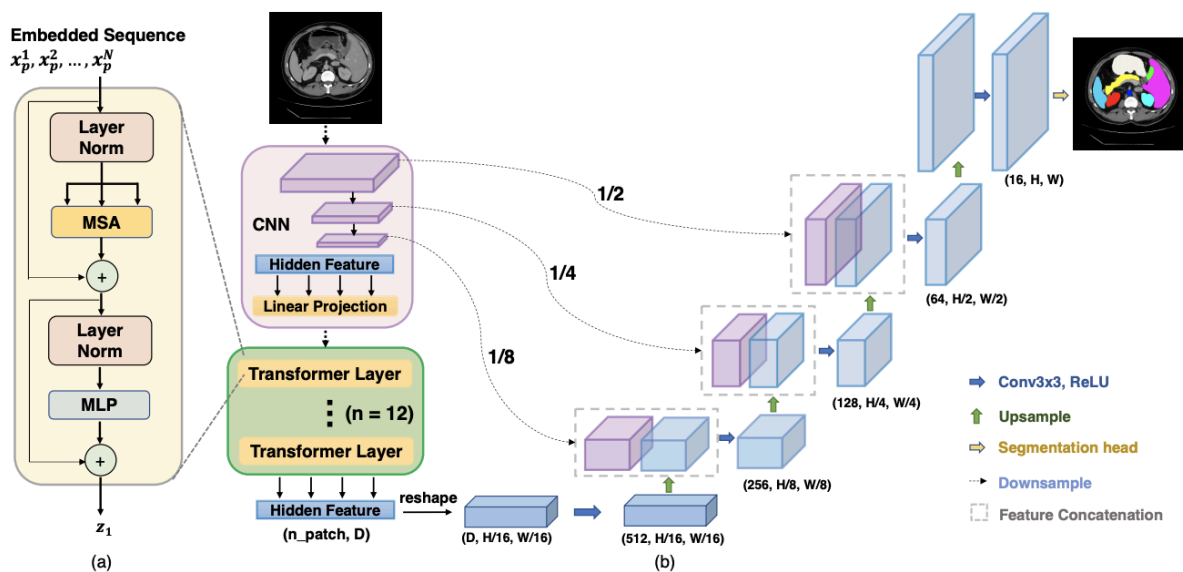 Embedded Sequence
x_p^1, x_p^2, ..., x_p^N
Layer
Norm
MSA
+
Layer
Norm
MLP
+
z_1
(a)
CNN
Hidden Feature
Linear Projection
Transformer Layer
(n = 12)
Transformer Layer
Hidden Feature
(n_patch, D)
reshape
(D, H/16, W/16)
(512, H/16, W/16)
(b)
1/2
1/4
1/8
(256, H/8, W/8)
(128, H/4, W/4)
(64, H/2, W/2)
(16, H, W)
Conv3x3, ReLU
Upsample
Segmentation head
Downsample
Feature Concatenation